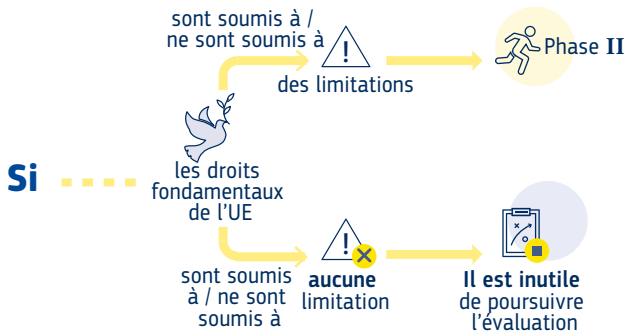 sont soumis à /
ne sont soumis à
des limitations
Phase II
Si
les droits
fondamentaux
de l'UE
sont soumis
à / ne sont
soumis à
aucune
limitation
Il est inutile
de poursuivre
l'évaluation